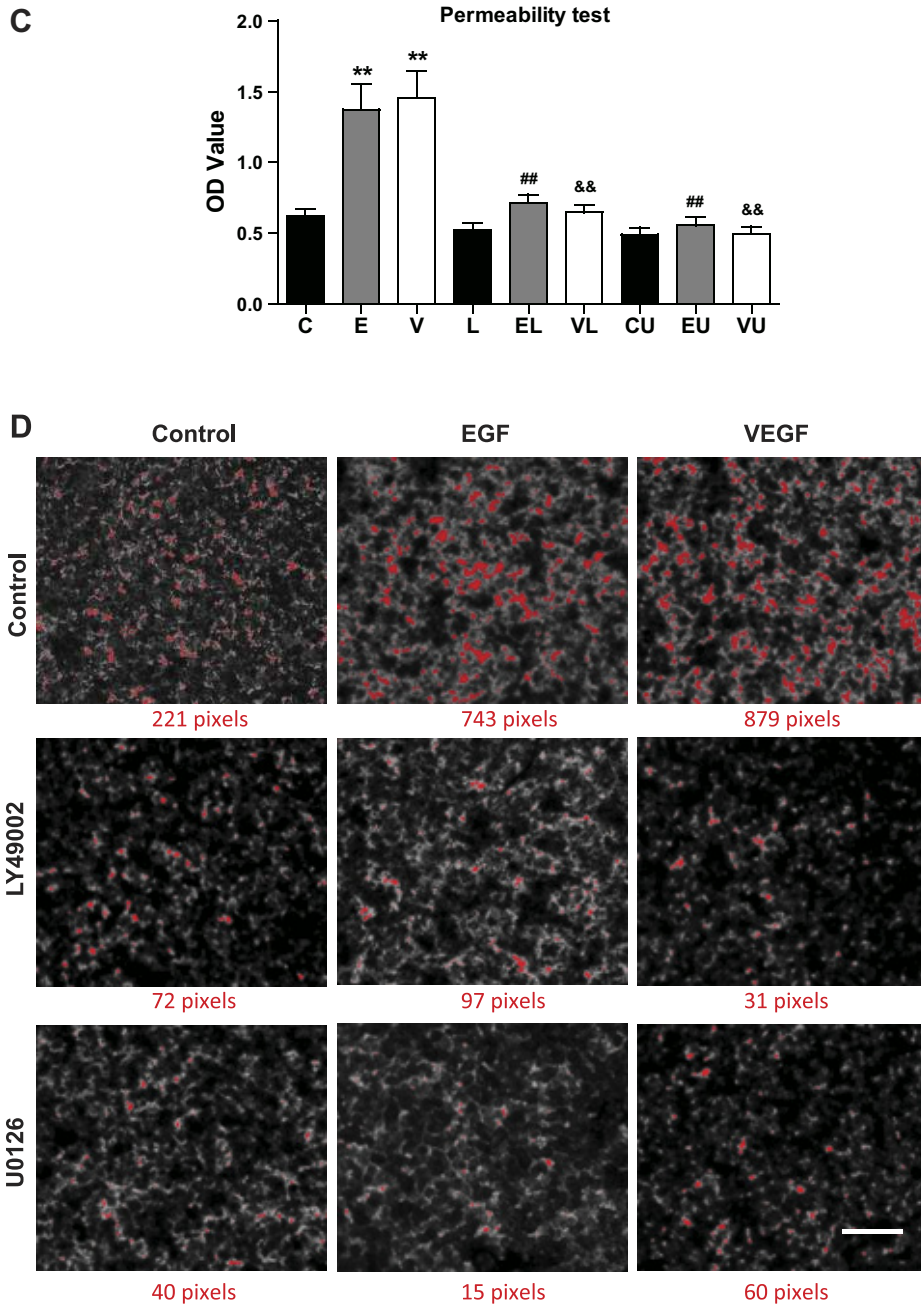 C
Permeability test
2.0
1.5
1.0
0.5
0.0
OD Value
** ** ## && ## &&
C E V L EL VL CU EU VU
D
Control EGF VEGF
Control
221 pixels 743 pixels 879 pixels
LY49002
72 pixels 97 pixels 31 pixels
U0126
40 pixels 15 pixels 60 pixels